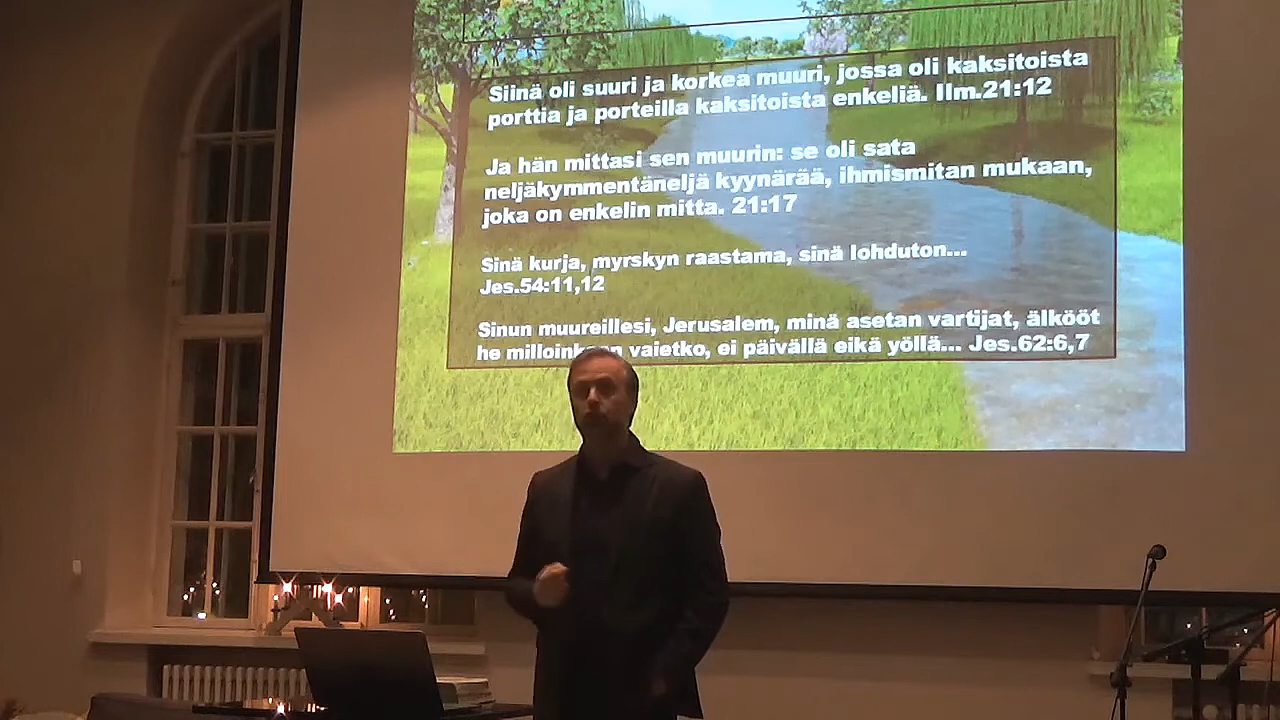 Siinä oli suuri ja korkea muuri, jossa oli kaksitoista
porttia ja porteilla kaksitoista enkeliä. Ilm.21:12
Ja hän mittasi sen muurin: se oli sata
neljäkymmentäneljä kyynärää, ihmismitan mukaan,
joka on enkelin mitta. 21:17
Sinä kurja, myrskyn raastama, sinä lohduton...
Jes.54:11,12
Sinun muureillesi, Jerusalem, minä asetan vartijat, älkööt
he milloinkaan vaietko, ei päivällä eikä yöllä... Jes.62:6,7